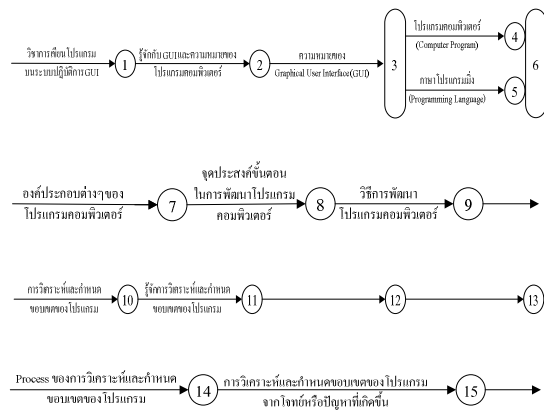 วิชาการเขียนโปรแกรม
บนระบบปฏิบัติการGUI
1
รู้จักกับ GUIและความหมายของ
โปรแกรมคอมพิวเตอร์
2
ความหมายของ
Graphical User Interface(GUI)
3
โปรแกรมคอมพิวเตอร์
(Computer Program)
4
ภาษาโปรแกรมมิ่ง
(Programming Language)
5
6
องค์ประกอบต่างๆของ
โปรแกรมคอมพิวเตอร์
7
จุดประสงค์ขั้นตอน
ในการพัฒนาโปรแกรม
คอมพิวเตอร์
8
วิธีการพัฒนา
โปรแกรมคอมพิวเตอร์
9
การวิเคราะห์และกำหนด
ขอบเขตของโปรแกรม
10
รู้จักการวิเคราะห์และกำหนด
ขอบเขตของโปรแกรม
11
12
13
Process ของการวิเคราะห์และกำหนด
ขอบเขตของโปรแกรม
14
การวิเคราะห์และกำหนดขอบเขตของโปรแกรม
จากโจทย์หรือปัญหาที่เกิดขึ้น
15